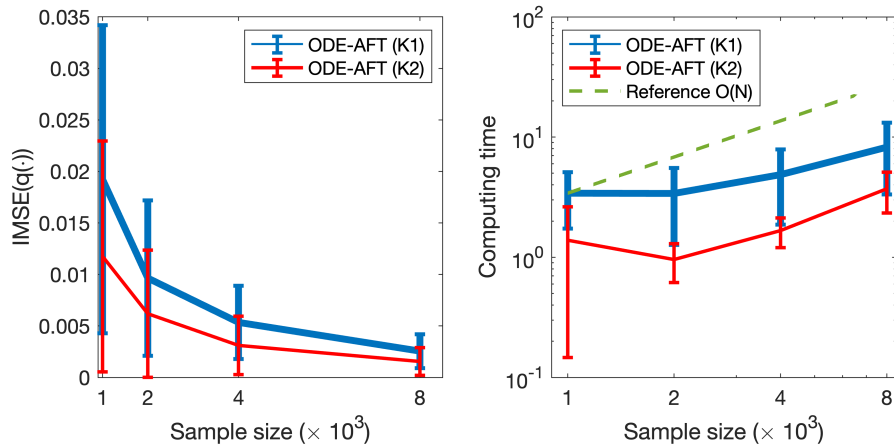 0.035
0.03
0.025
0.02
0.015
0.01
0.005
0
IMSE(q(·))
ODE-AFT (K1)
ODE-AFT (K2)
1 2 4 8
Sample size (× 10³)
10²
10¹
10⁰
10⁻¹
Computing time
ODE-AFT (K1)
ODE-AFT (K2)
Reference O(N)
1 2 4 8
Sample size (× 10³)